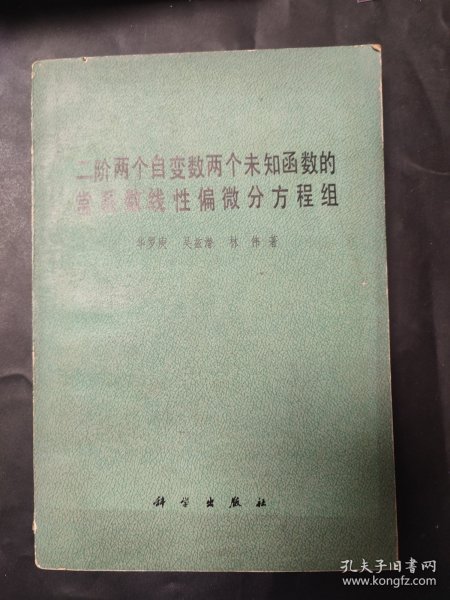 二阶两个自变数两个未知函数的
常系数线性偏微分方程组
华罗庚 吴兹潜 林伟 著
科学出版社
孔夫子旧书网
www.kongfz.com